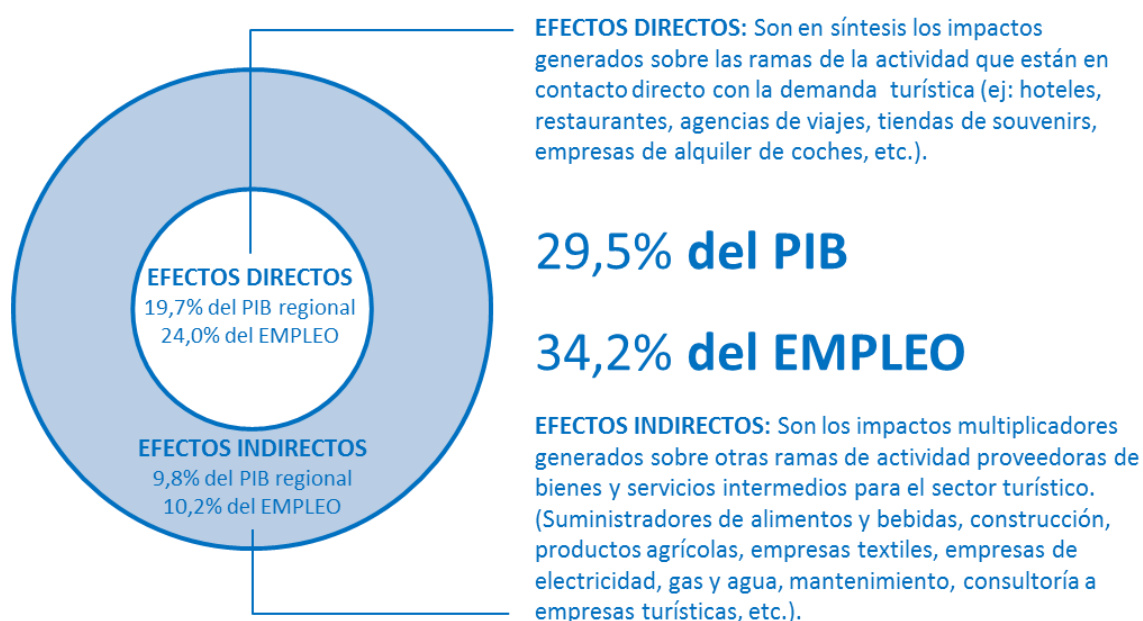 EFECTOS DIRECTOS: Son en síntesis los impactos
generados sobre las ramas de la actividad que están en
contacto directo con la demanda turística (ej: hoteles,
restaurantes, agencias de viajes, tiendas de souvenirs,
empresas de alquiler de coches, etc.).
EFECTOS DIRECTOS
19,7% del PIB regional
24,0% del EMPLEO
29,5% del PIB
34,2% del EMPLEO
EFECTOS INDIRECTOS
9,8% del PIB regional
10,2% del EMPLEO
EFECTOS INDIRECTOS: Son los impactos multiplicadores
generados sobre otras ramas de actividad proveedoras de
bienes y servicios intermedios para el sector turístico.
(Suministradores de alimentos y bebidas, construcción,
productos agrícolas, empresas textiles, empresas de
electricidad, gas y agua, mantenimiento, consultoría a
empresas turísticas, etc.).